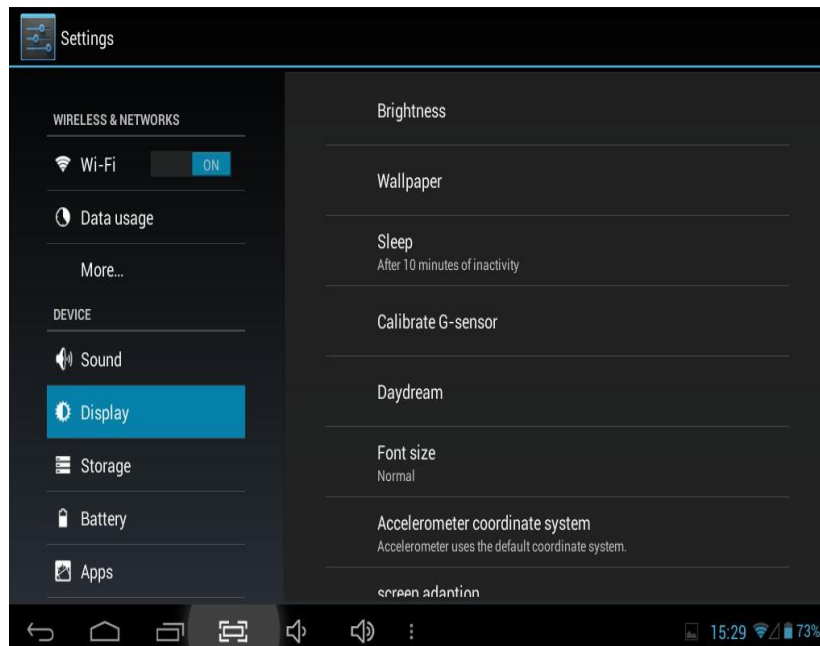 Settings
WIRELESS & NETWORKS
Wi-Fi ON
Data usage
More...
DEVICE
Sound
Display
Storage
Battery
Apps
Brightness
Wallpaper
Sleep
After 10 minutes of inactivity
Calibrate G-sensor
Daydream
Font size
Normal
Accelerometer coordinate system
Accelerometer uses the default coordinate system.
screen adaption
15:29 73%